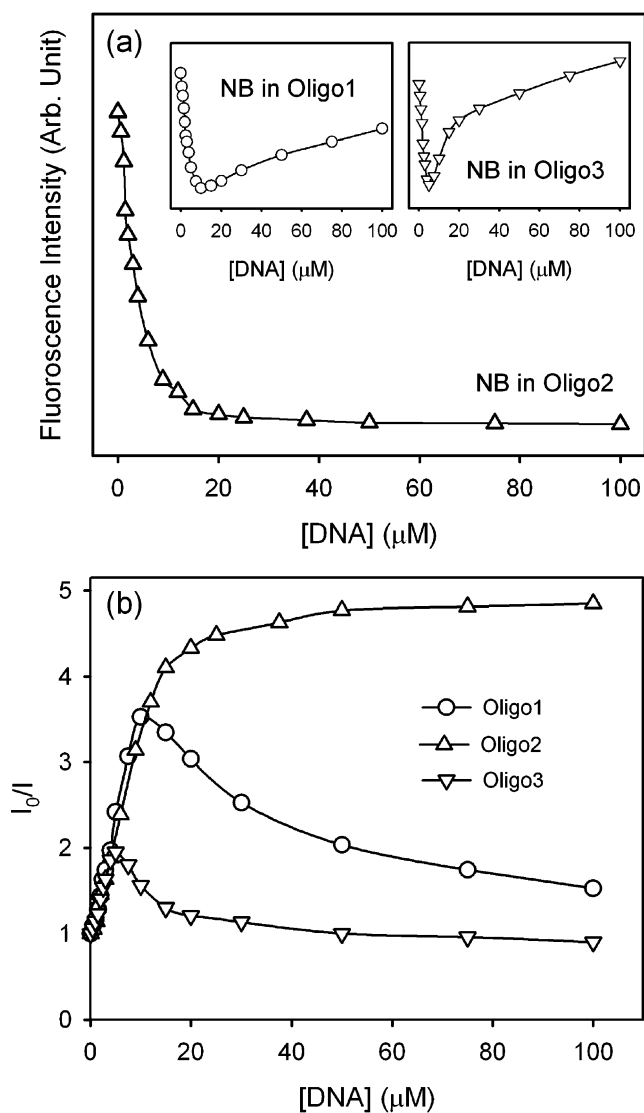 (a)
Fluoroscence Intensity (Arb. Unit)
NB in Oligo1
0 20 40 60 80 100
[DNA] (μM)
NB in Oligo3
0 20 40 60 80 100
[DNA] (μM)
NB in Oligo2
0 20 40 60 80 100
[DNA] (μM)
(b)
I0/I
5
4
3
2
1
0
Oligo1
Oligo2
Oligo3
0 20 40 60 80 100
[DNA] (μM)